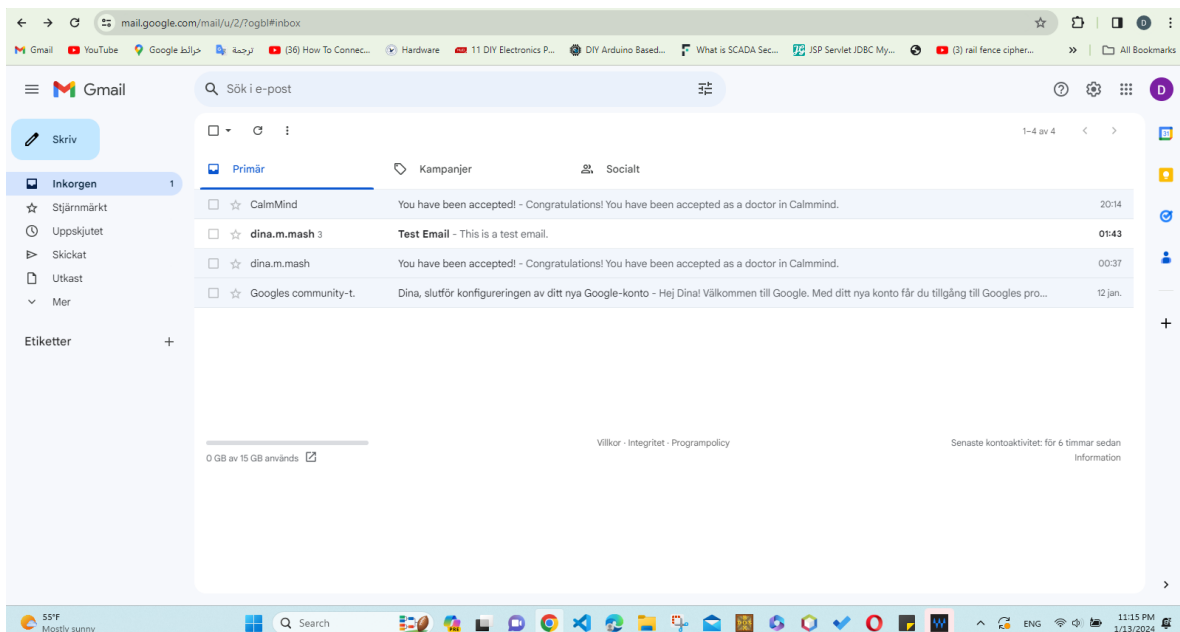 mail.google.com/mail/u/2/?ogbl#inbox
D
Gmail YouTube خرائط Google ترجمة (36) How To Connec... Hardware 11 DIY Electronics P... DIY Arduino Based... What is SCADA Sec... JSP Servlet JDBC My... (3) rail fence cipher... » All Bookmarks
Gmail
Sök i e-post
D
Skriv
1–4 av 4
31
Primär Kampanjer Socialt
Inkorgen 1
Stjärnmärkt
Uppskjutet
Skickat
Utkast
Mer
CalmMind You have been accepted! - Congratulations! You have been accepted as a doctor in Calmmind. 20:14
dina.m.mash 3 Test Email - This is a test email. 01:43
dina.m.mash You have been accepted! - Congratulations! You have been accepted as a doctor in Calmmind. 00:37
Googles community-t. Dina, slutför konfigureringen av ditt nya Google-konto - Hej Dina! Välkommen till Google. Med ditt nya konto får du tillgång till Googles pro... 12 jan.
Etiketter +
0 GB av 15 GB används
Villkor · Integritet · Programpolicy
Senaste kontoaktivitet: för 6 timmar sedan
Information
55°F
Mostly sunny
Search
ENG
11:15 PM
1/13/2024